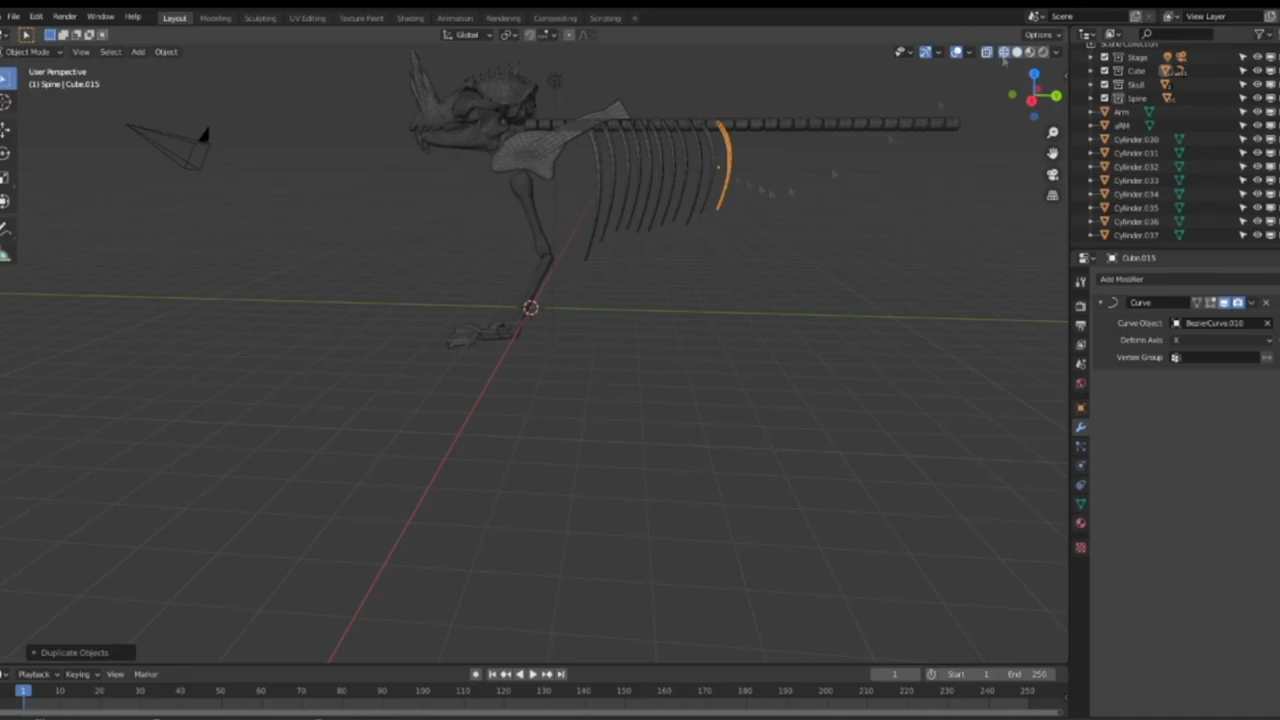 File Edit Render Window Help Layout Modeling Sculpting UV Editing Texture Paint Shading Animation Rendering Compositing Scripting + Scene View Layer
Global Options
Object Mode View Select Add Object
User Perspective
(1) Spine | Cube.015
Scene Collection
Stage
Cube
Skull
Spine
Arm
aRM
Cylinder.030
Cylinder.031
Cylinder.032
Cylinder.033
Cylinder.034
Cylinder.035
Cylinder.036
Cylinder.037
Cube.015
Add Modifier
Curve
Curve Object BezierCurve.010
Deform Axis X
Vertex Group
Duplicate Objects
Playback Keying View Marker 1 Start 1 End 250
1 10 20 30 40 50 60 70 80 90 100 110 120 130 140 150 160 170 180 190 200 210 220 230 240 250